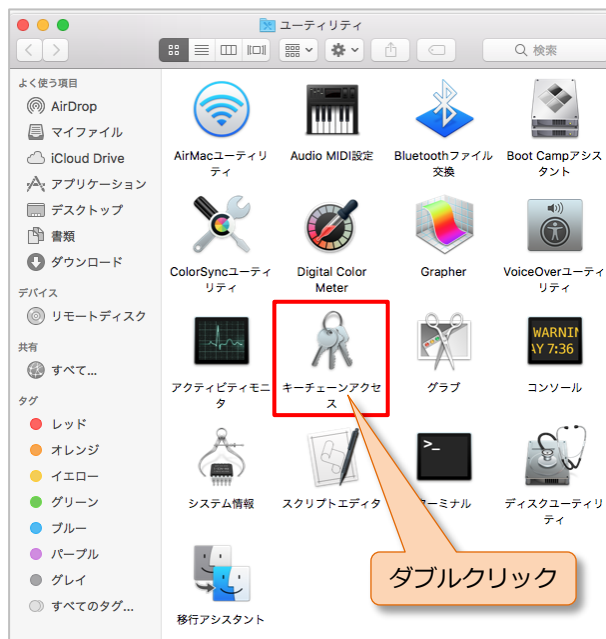 ユーティリティ
検索
よく使う項目
AirDrop
マイファイル
iCloud Drive
アプリケーション
デスクトップ
書類
ダウンロード
デバイス
リモートディスク
共有
すべて...
タグ
レッド
オレンジ
イエロー
グリーン
ブルー
パープル
グレイ
すべてのタグ...
AirMacユーティリ
ティ
Audio MIDI設定
Bluetoothファイル
交換
Boot Campアシス
タント
ColorSyncユーティ
リティ
Digital Color
Meter
Grapher
VoiceOverユーティ
リティ
アクティビティモニ
タ
キーチェーンアクセ
ス
グラブ
WARNIN
AY 7:36
コンソール
システム情報
スクリプトエディタ
>_
ターミナル
ディスクユーティリ
ティ
移行アシスタント
ダブルクリック